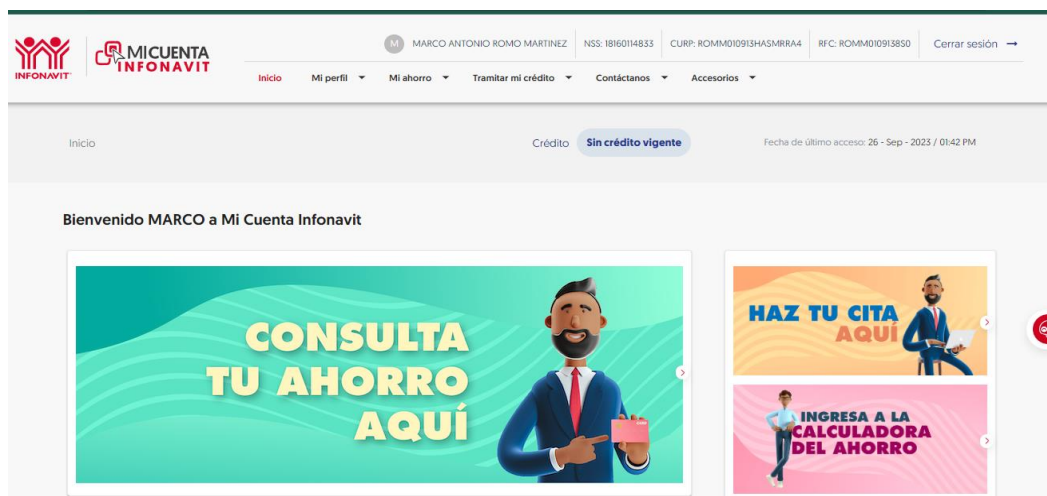 INFONAVIT
MICUENTA
INFONAVIT
M MARCO ANTONIO ROMO MARTINEZ NSS: 18160114833 CURP: ROMM010913HASMRRA4 RFC: ROMM0109138S0 Cerrar sesión →
Inicio Mi perfil Mi ahorro Tramitar mi crédito Contáctanos Accesorios
Inicio Crédito Sin crédito vigente Fecha de último acceso: 26 - Sep - 2023 / 01:42 PM
Bienvenido MARCO a Mi Cuenta Infonavit
CONSULTA
TU AHORRO
AQUÍ
HAZ TU CITA
AQUÍ
INGRESA A LA
CALCULADORA
DEL AHORRO